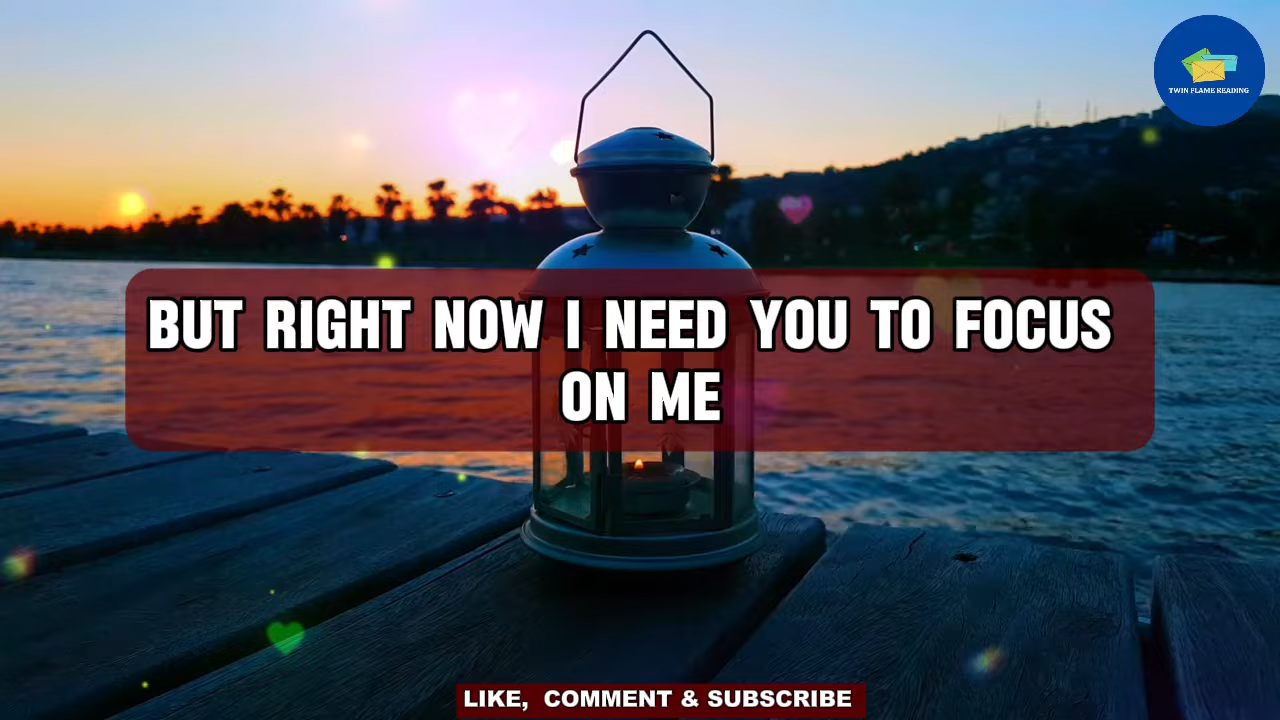 TWIN FLAME READING
BUT RIGHT NOW I NEED YOU TO FOCUS
ON ME
LIKE, COMMENT & SUBSCRIBE